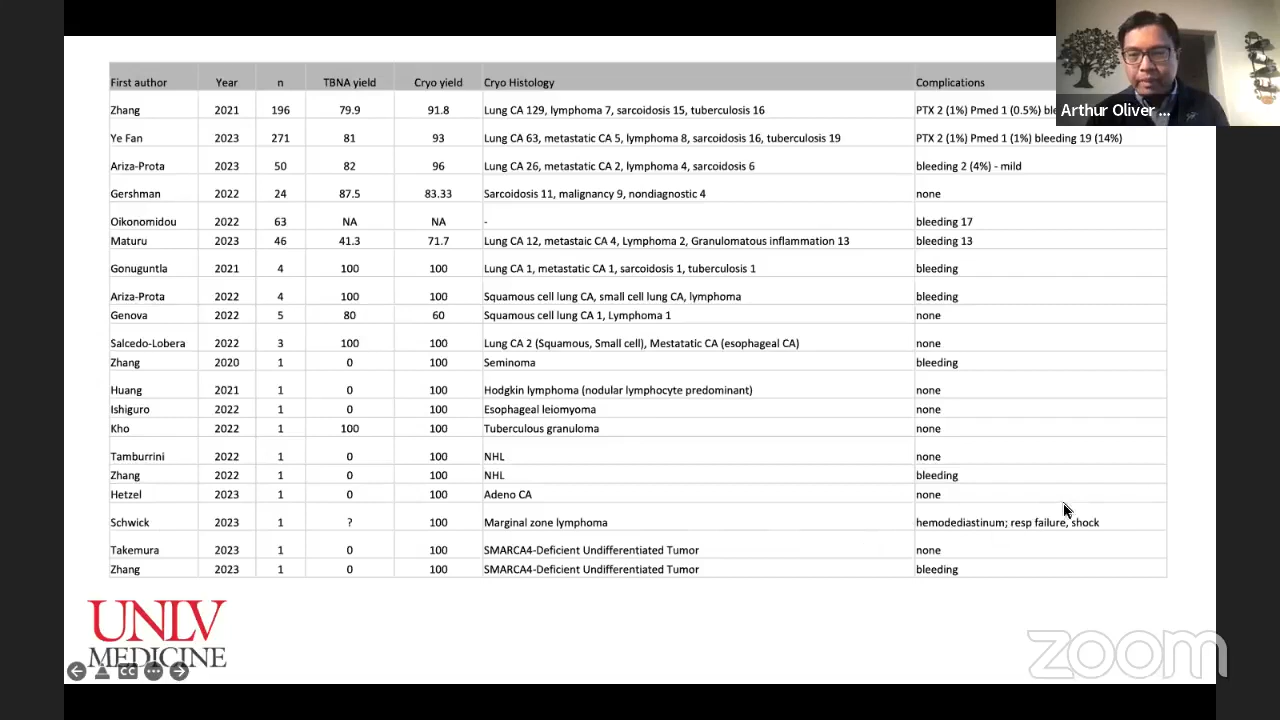 First author Year n TBNA yield Cryo yield Cryo Histology Complications
Zhang 2021 196 79.9 91.8 Lung CA 129, lymphoma 7, sarcoidosis 15, tuberculosis 16 PTX 2 (1%) Pmed 1 (0.5%)
Arthur Oliver ...
Ye Fan 2023 271 81 93 Lung CA 63, metastatic CA 5, lymphoma 8, sarcoidosis 16, tuberculosis 19 PTX 2 (1%) Pmed 1 (1%) bleeding 19 (14%)
Ariza-Prota 2023 50 82 96 Lung CA 26, metastatic CA 2, lymphoma 4, sarcoidosis 6 bleeding 2 (4%) - mild
Gershman 2022 24 87.5 83.33 Sarcoidosis 11, malignancy 9, nondiagnostic 4 none
Oikonomidou 2022 63 NA NA - bleeding 17
Maturu 2023 46 41.3 71.7 Lung CA 12, metastaic CA 4, Lymphoma 2, Granulomatous inflammation 13 bleeding 13
Gonuguntla 2021 4 100 100 Lung CA 1, metastatic CA 1, sarcoidosis 1, tuberculosis 1 bleeding
Ariza-Prota 2022 4 100 100 Squamous cell lung CA, small cell lung CA, lymphoma bleeding
Genova 2022 5 80 60 Squamous cell lung CA 1, Lymphoma 1 none
Salcedo-Lobera 2022 3 100 100 Lung CA 2 (Squamous, Small cell), Mestatatic CA (esophageal CA) none
Zhang 2020 1 0 100 Seminoma bleeding
Huang 2021 1 0 100 Hodgkin lymphoma (nodular lymphocyte predominant) none
Ishiguro 2022 1 0 100 Esophageal leiomyoma none
Kho 2022 1 100 100 Tuberculous granuloma none
Tamburrini 2022 1 0 100 NHL none
Zhang 2022 1 0 100 NHL bleeding
Hetzel 2023 1 0 100 Adeno CA none
Schwick 2023 1 ? 100 Marginal zone lymphoma hemodediastinum; resp failure, shock
Takemura 2023 1 0 100 SMARCA4-Deficient Undifferentiated Tumor none
Zhang 2023 1 0 100 SMARCA4-Deficient Undifferentiated Tumor bleeding
UNLV
MEDICINE
CC
zoom